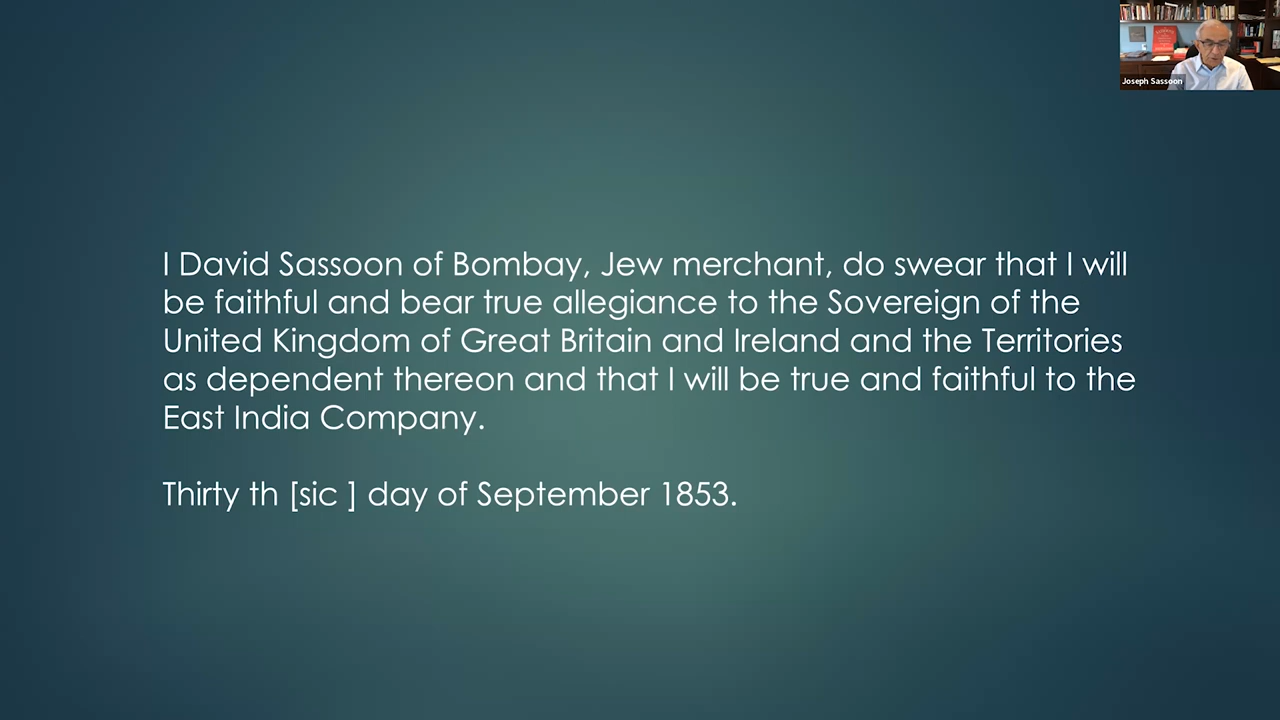 Joseph Sassoon
I David Sassoon of Bombay, Jew merchant, do swear that I will
be faithful and bear true allegiance to the Sovereign of the
United Kingdom of Great Britain and Ireland and the Territories
as dependent thereon and that I will be true and faithful to the
East India Company.
Thirty th [sic ] day of September 1853.